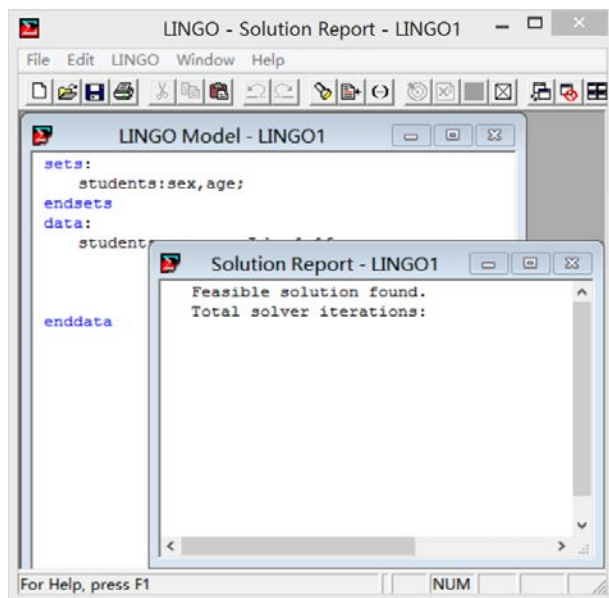 LINGO - Solution Report - LINGO1
File Edit LINGO Window Help
LINGO Model - LINGO1
sets:
students:sex,age;
endsets
data:
students
enddata
Solution Report - LINGO1
Feasible solution found.
Total solver iterations:
For Help, press F1
NUM